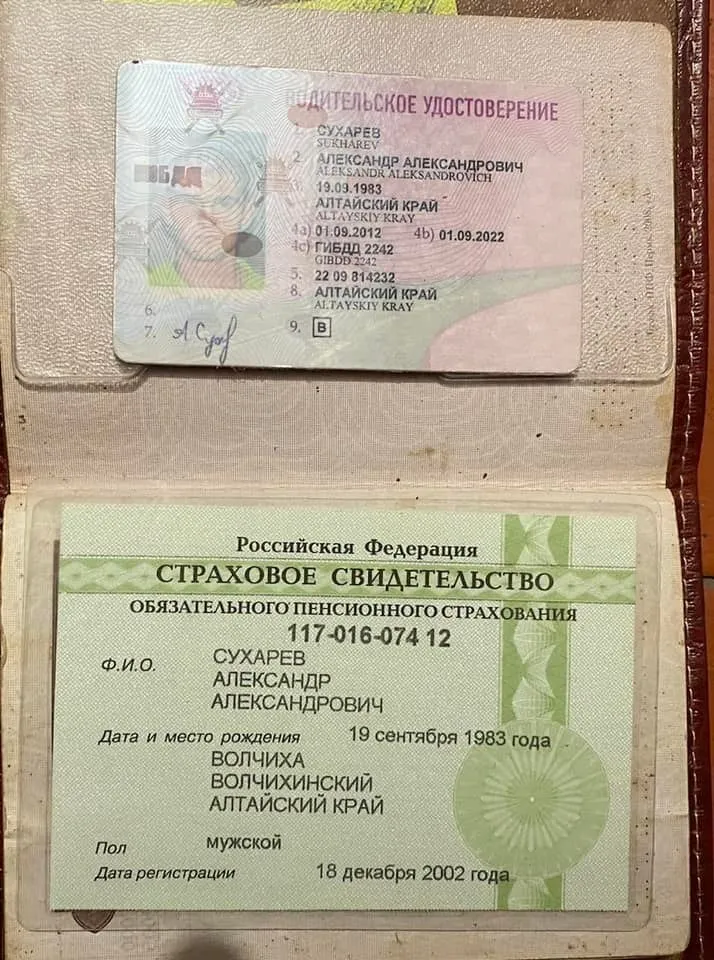 ВОДИТЕЛЬСКОЕ УДОСТОВЕРЕНИЕ
1. СУХАРЕВ
SUKHAREV
2. АЛЕКСАНДР АЛЕКСАНДРОВИЧ
ALEKSANDR ALEKSANDROVICH
3. 19.09.1983
АЛТАЙСКИЙ КРАЙ
ALTAYSKIY KRAY
4a) 01.09.2012 4b) 01.09.2022
4c) ГИБДД 2242
GIBDD 2242
5. 22 09 814232
8. АЛТАЙСКИЙ КРАЙ
ALTAYSKIY KRAY
6.
7.
9. B
Российская Федерация
СТРАХОВОЕ СВИДЕТЕЛЬСТВО
ОБЯЗАТЕЛЬНОГО ПЕНСИОННОГО СТРАХОВАНИЯ
117-016-074 12
Ф.И.О. СУХАРЕВ
АЛЕКСАНДР
АЛЕКСАНДРОВИЧ
Дата и место рождения 19 сентября 1983 года
ВОЛЧИХА
ВОЛЧИХИНСКИЙ
АЛТАЙСКИЙ КРАЙ
Пол мужской
Дата регистрации 18 декабря 2002 года